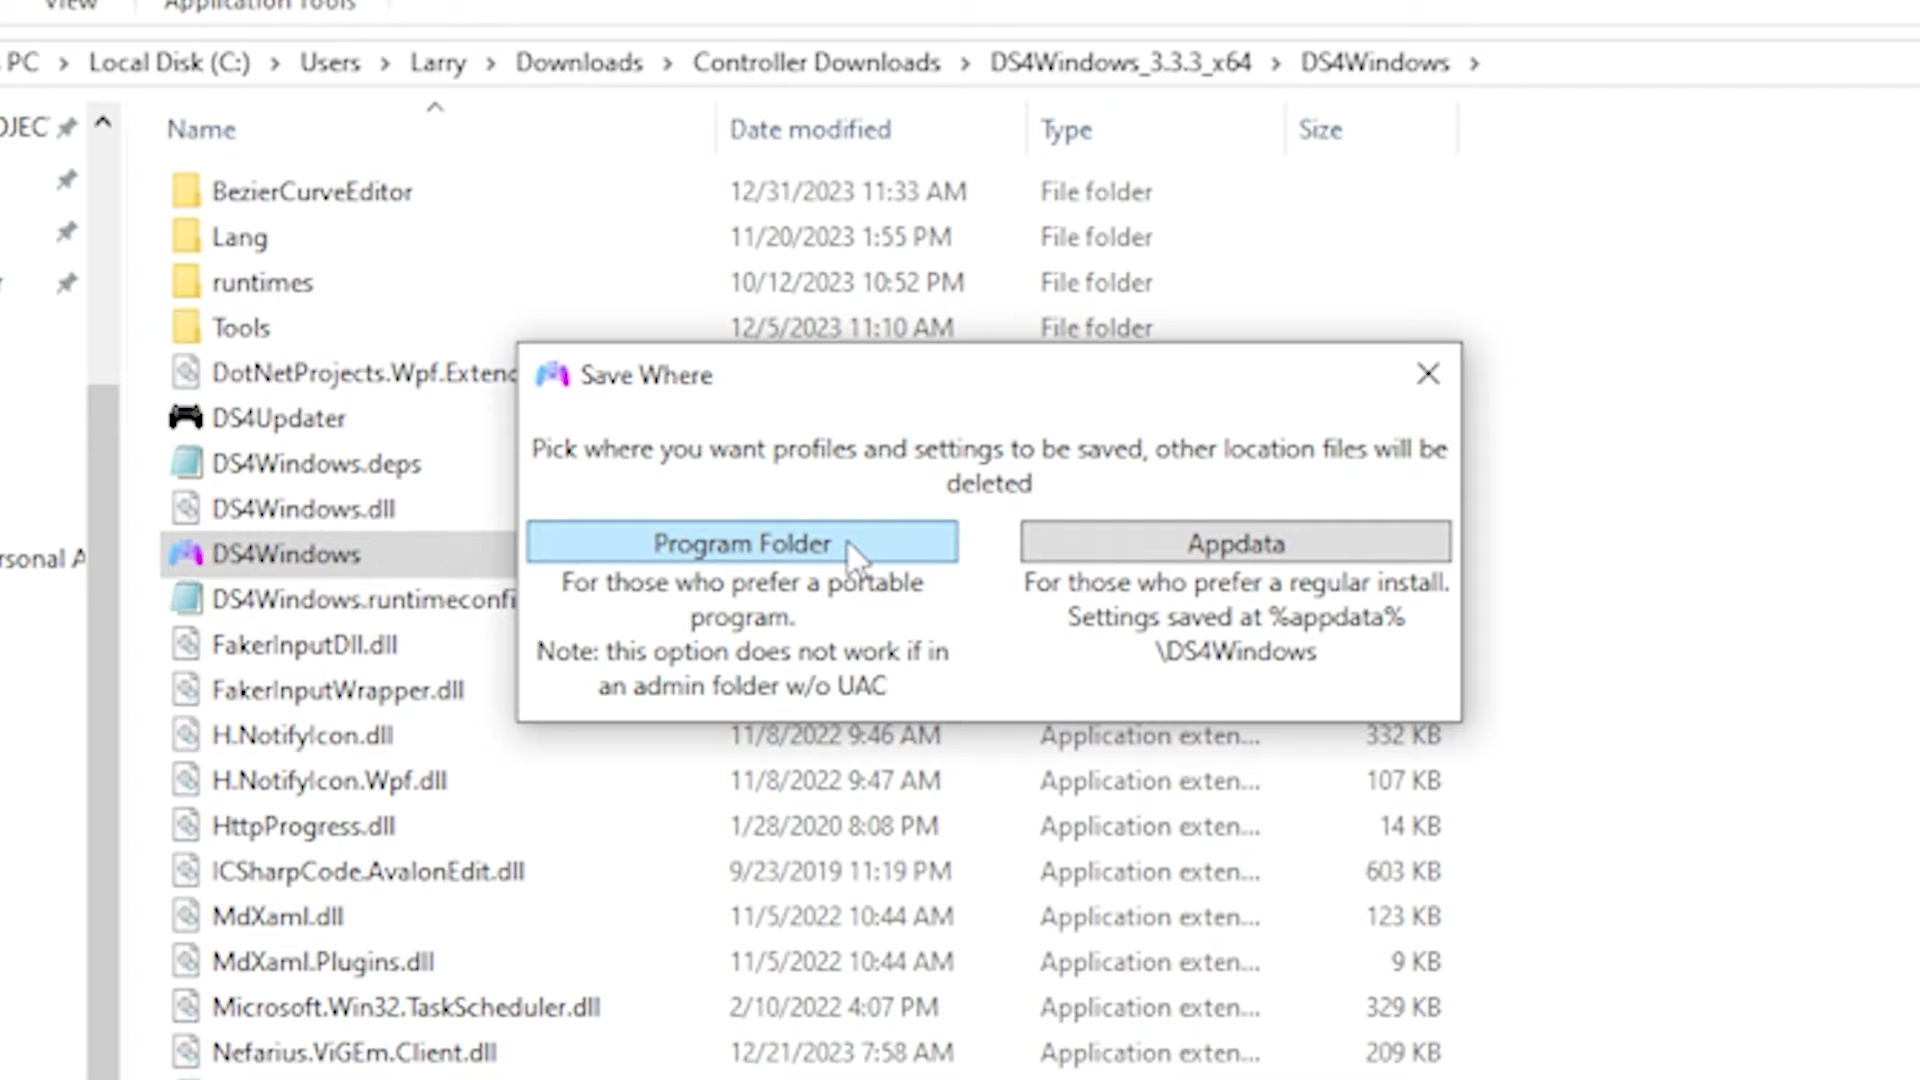 View
Application Tools
PC > Local Disk (C:) > Users > Larry > Downloads > Controller Downloads > DS4Windows_3.3.3_x64 > DS4Windows >
Name Date modified Type Size
BezierCurveEditor 12/31/2023 11:33 AM File folder
Lang 11/20/2023 1:55 PM File folder
runtimes 10/12/2023 10:52 PM File folder
Tools 12/5/2023 11:10 AM File folder
DotNetProjects.Wpf.Extenc
DS4Updater
DS4Windows.deps
DS4Windows.dll
DS4Windows
DS4Windows.runtimeconfi
FakerInputDll.dll
FakerInputWrapper.dll
H.NotifyIcon.dll 11/8/2022 9:46 AM Application exten... 332 KB
H.NotifyIcon.Wpf.dll 11/8/2022 9:47 AM Application exten... 107 KB
HttpProgress.dll 1/28/2020 8:08 PM Application exten... 14 KB
ICSharpCode.AvalonEdit.dll 9/23/2019 11:19 PM Application exten... 603 KB
MdXaml.dll 11/5/2022 10:44 AM Application exten... 123 KB
MdXaml.Plugins.dll 11/5/2022 10:44 AM Application exten... 9 KB
Microsoft.Win32.TaskScheduler.dll 2/10/2022 4:07 PM Application exten... 329 KB
Nefarius.ViGEm.Client.dll 12/21/2023 7:58 AM Application exten... 209 KB
Save Where
Pick where you want profiles and settings to be saved, other location files will be
deleted
Program Folder
For those who prefer a portable
program.
Note: this option does not work if in
an admin folder w/o UAC
Appdata
For those who prefer a regular install.
Settings saved at %appdata%
\DS4Windows